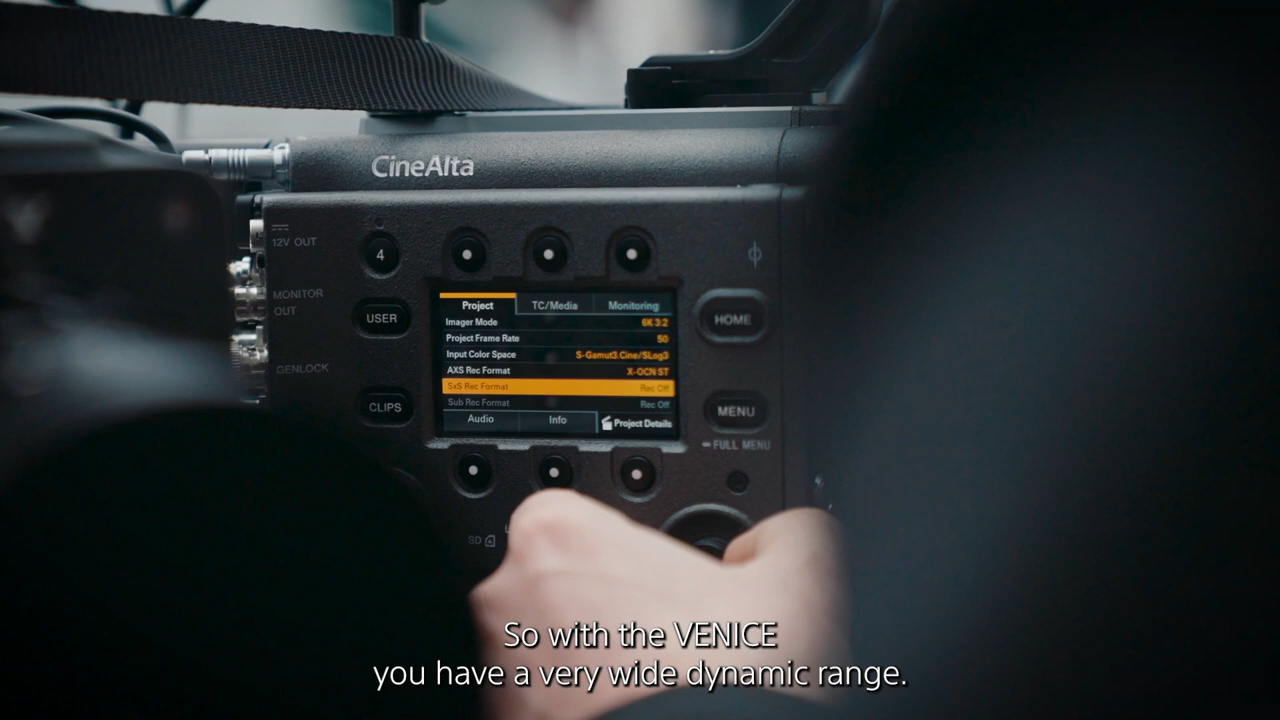 CineAlta
12V OUT
4
MONITOR
OUT
USER
HOME
GENLOCK
CLIPS
MENU
FULL MENU
Project TC/Media Monitoring
Imager Mode 6K 3:2
Project Frame Rate 50
Input Color Space S-Gamut3.Cine/SLog3
AXS Rec Format X-OCN ST
SxS Rec Format Rec Off
Sub Rec Format Rec Off
Audio Info Project Details
SD
So with the VENICE
you have a very wide dynamic range.